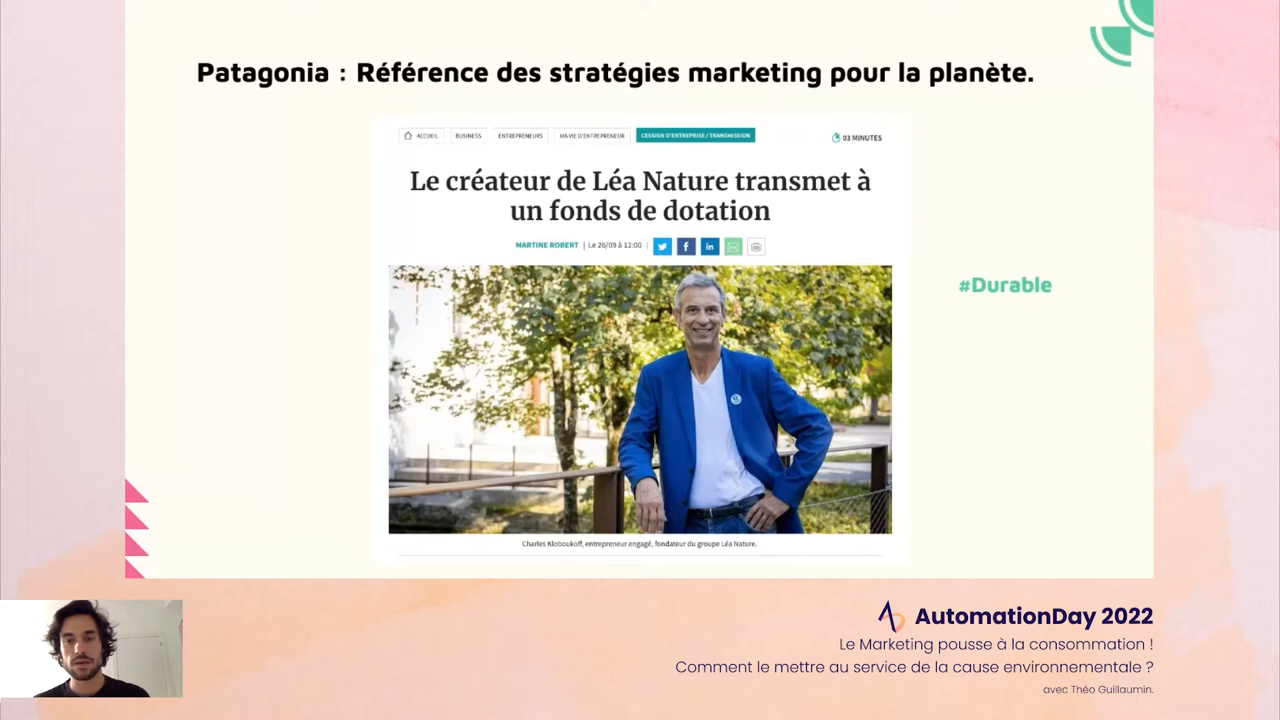 Patagonia : Référence des stratégies marketing pour la planète.
ACCUEIL
BUSINESS
ENTREPRENEURS
MA VIE D'ENTREPRENEUR
CESSION D'ENTREPRISE / TRANSMISSION
03 MINUTES
Le créateur de Léa Nature transmet à
un fonds de dotation
MARTINE ROBERT | Le 26/09 à 12:00
#Durable
Charles Kloboukoff, entrepreneur engagé, fondateur du groupe Léa Nature.
AutomationDay 2022
Le Marketing pousse à la consommation !
Comment le mettre au service de la cause environnementale ?
avec Théo Guillaumin.